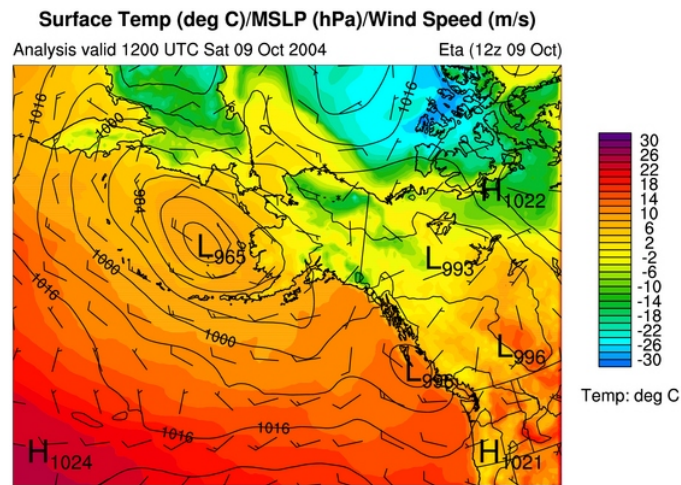 Surface Temp (deg C)/MSLP (hPa)/Wind Speed (m/s)
Analysis valid 1200 UTC Sat 09 Oct 2004
Eta (12z 09 Oct)
1016
1016
1000
984
H1022
L965
L993
1000
1016
0
1000
L996
1016
1016
H1024
H1021
30
26
22
18
14
10
6
2
-2
-6
-10
-14
-18
-22
-26
-30
Temp: deg C